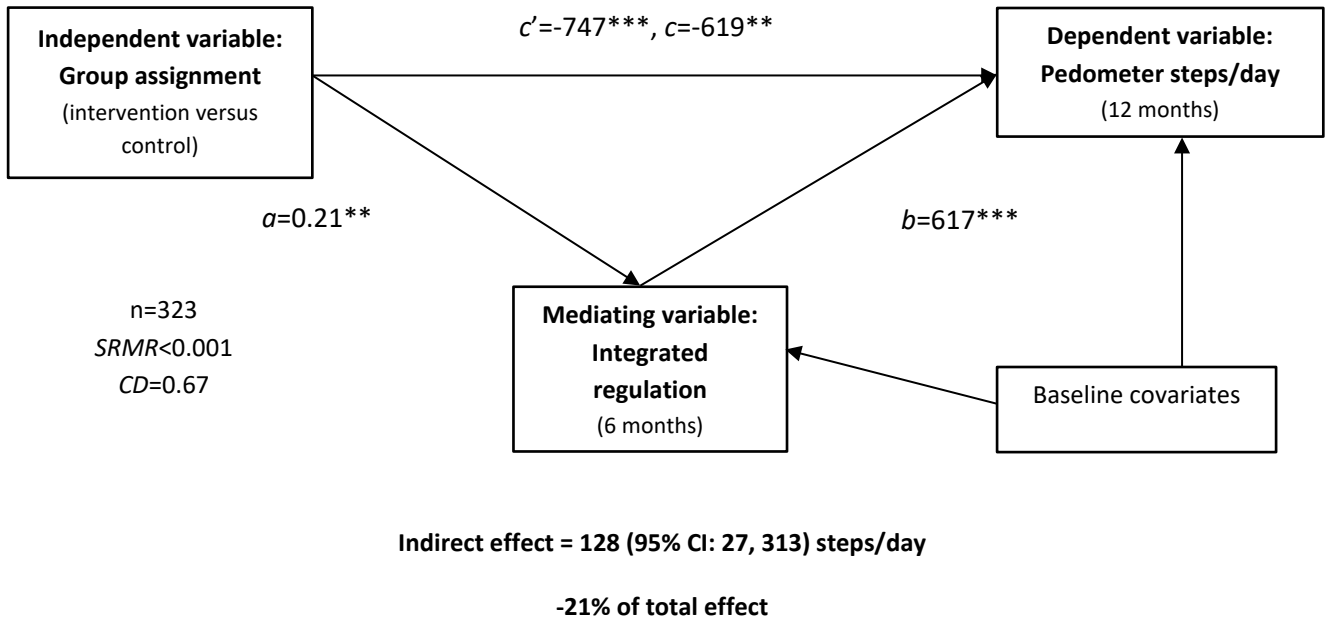 Independent variable:
Group assignment
(intervention versus
control)
c’=-747***, c=-619**
Dependent variable:
Pedometer steps/day
(12 months)
a=0.21**
b=617***
n=323
SRMR<0.001
CD=0.67
Mediating variable:
Integrated
regulation
(6 months)
Baseline covariates
Indirect effect = 128 (95% CI: 27, 313) steps/day
-21% of total effect